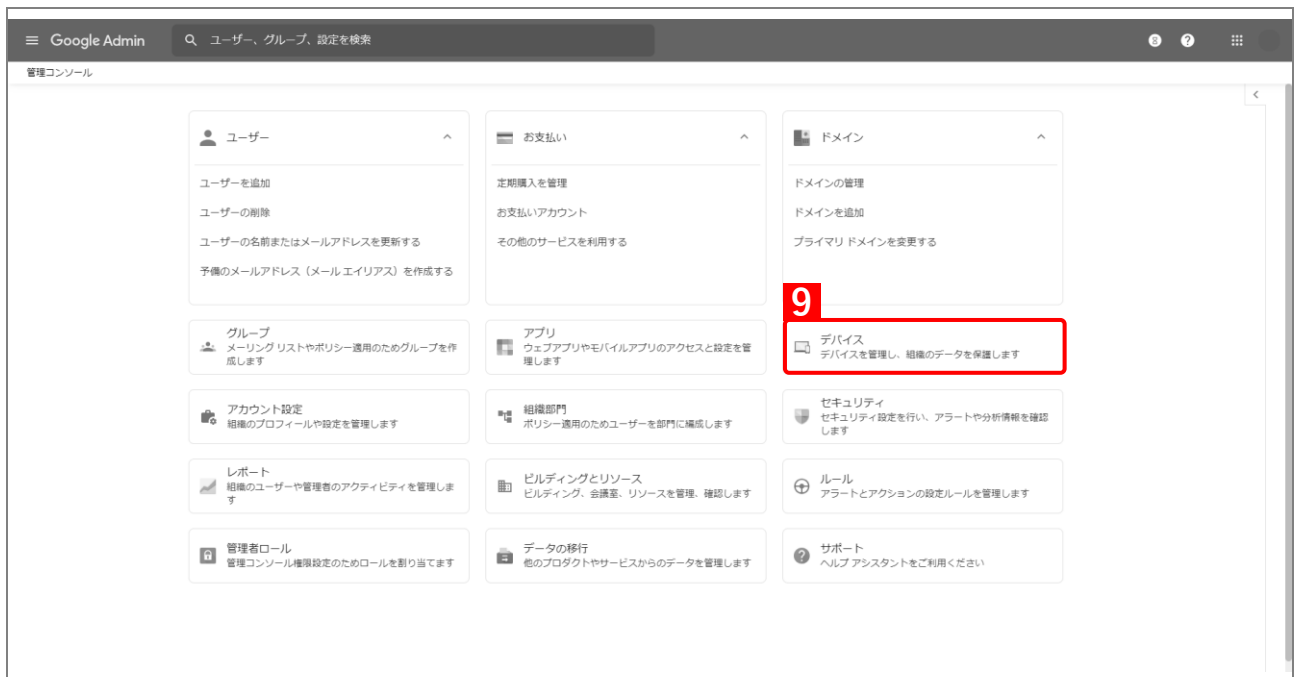 Google Admin
ユーザー、グループ、設定を検索
管理コンソール
ユーザー
ユーザーを追加
ユーザーの削除
ユーザーの名前またはメールアドレスを更新する
予備のメールアドレス（メール エイリアス）を作成する
お支払い
定期購入を管理
お支払いアカウント
その他のサービスを利用する
ドメイン
ドメインの管理
ドメインを追加
プライマリ ドメインを変更する
9
グループ
メーリング リストやポリシー適用のためグループを作
成します
アプリ
ウェブアプリやモバイルアプリのアクセスと設定を管
理します
デバイス
デバイスを管理し、組織のデータを保護します
アカウント設定
組織のプロフィールや設定を管理します
組織部門
ポリシー適用のためユーザーを部門に編成します
セキュリティ
セキュリティ設定を行い、アラートや分析情報を確認
します
レポート
組織のユーザーや管理者のアクティビティを管理しま
す
ビルディングとリソース
ビルディング、会議室、リソースを管理、確認します
ルール
アラートとアクションの設定ルールを管理します
管理者ロール
管理コンソール権限設定のためロールを割り当てます
データの移行
他のプロダクトやサービスからのデータを管理します
サポート
ヘルプ アシスタントをご利用ください